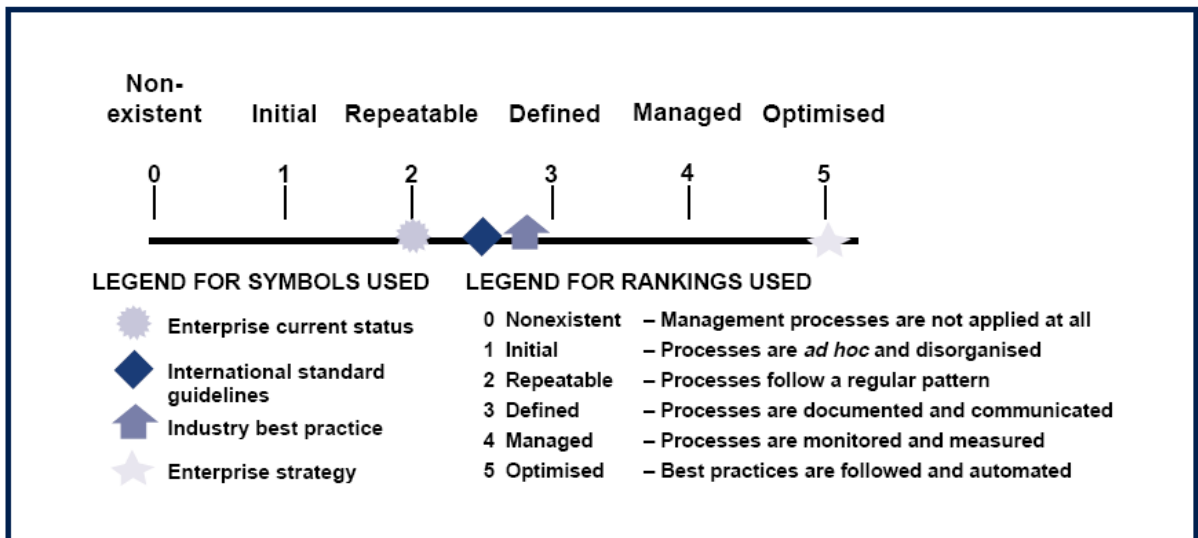 Non-
existent Initial Repeatable Defined Managed Optimised
0 1 2 3 4 5
LEGEND FOR SYMBOLS USED
Enterprise current status
International standard
guidelines
Industry best practice
Enterprise strategy
LEGEND FOR RANKINGS USED
0 Nonexistent – Management processes are not applied at all
1 Initial – Processes are ad hoc and disorganised
2 Repeatable – Processes follow a regular pattern
3 Defined – Processes are documented and communicated
4 Managed – Processes are monitored and measured
5 Optimised – Best practices are followed and automated